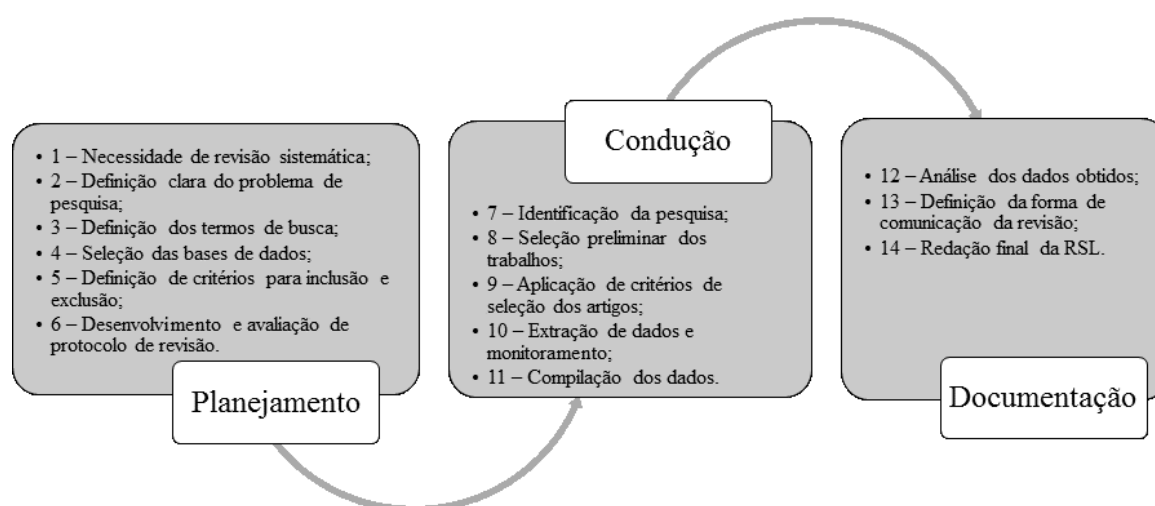 • 1 – Necessidade de revisão sistemática;
• 2 – Definição clara do problema de
pesquisa;
• 3 – Definição dos termos de busca;
• 4 – Seleção das bases de dados;
• 5 – Definição de critérios para inclusão e
exclusão;
• 6 – Desenvolvimento e avaliação de
protocolo de revisão.
Planejamento
Condução
• 7 – Identificação da pesquisa;
• 8 – Seleção preliminar dos
trabalhos;
• 9 – Aplicação de critérios de
seleção dos artigos;
• 10 – Extração de dados e
monitoramento;
• 11 – Compilação dos dados.
• 12 – Análise dos dados obtidos;
• 13 – Definição da forma de
comunicação da revisão;
• 14 – Redação final da RSL.
Documentação